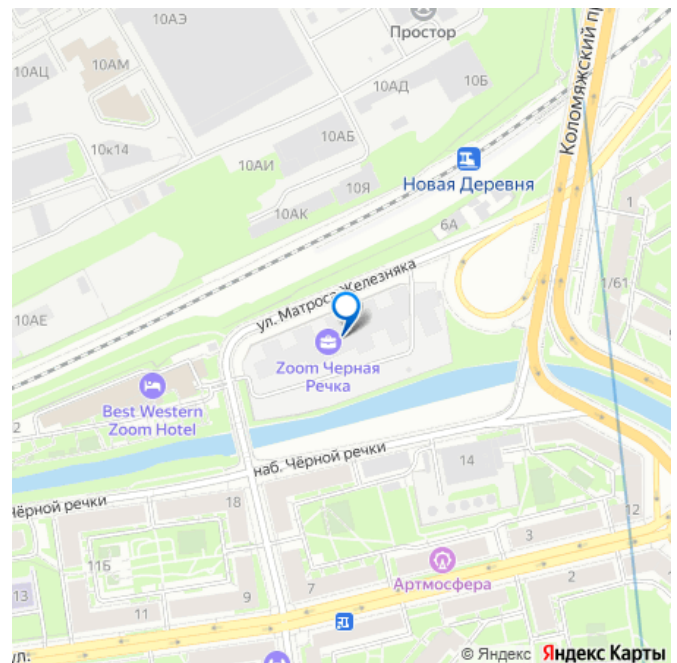 10АЭ
Простор
10АЦ
10АМ
10АД
10Б
Коломяжский пр
10АБ
10к14
10АИ
10Я
Новая Деревня
10АК
6А
1
ул. Матроса Железняка
1/61
10АЕ
Zoom Черная
Речка
Best Western
Zoom Hotel
2
наб. Чёрной речки
14
Чёрной речки
18
12
3
11Б
Артмосфера
13
7
9
2
11
ул:
© Яндекс Яндекс Карты